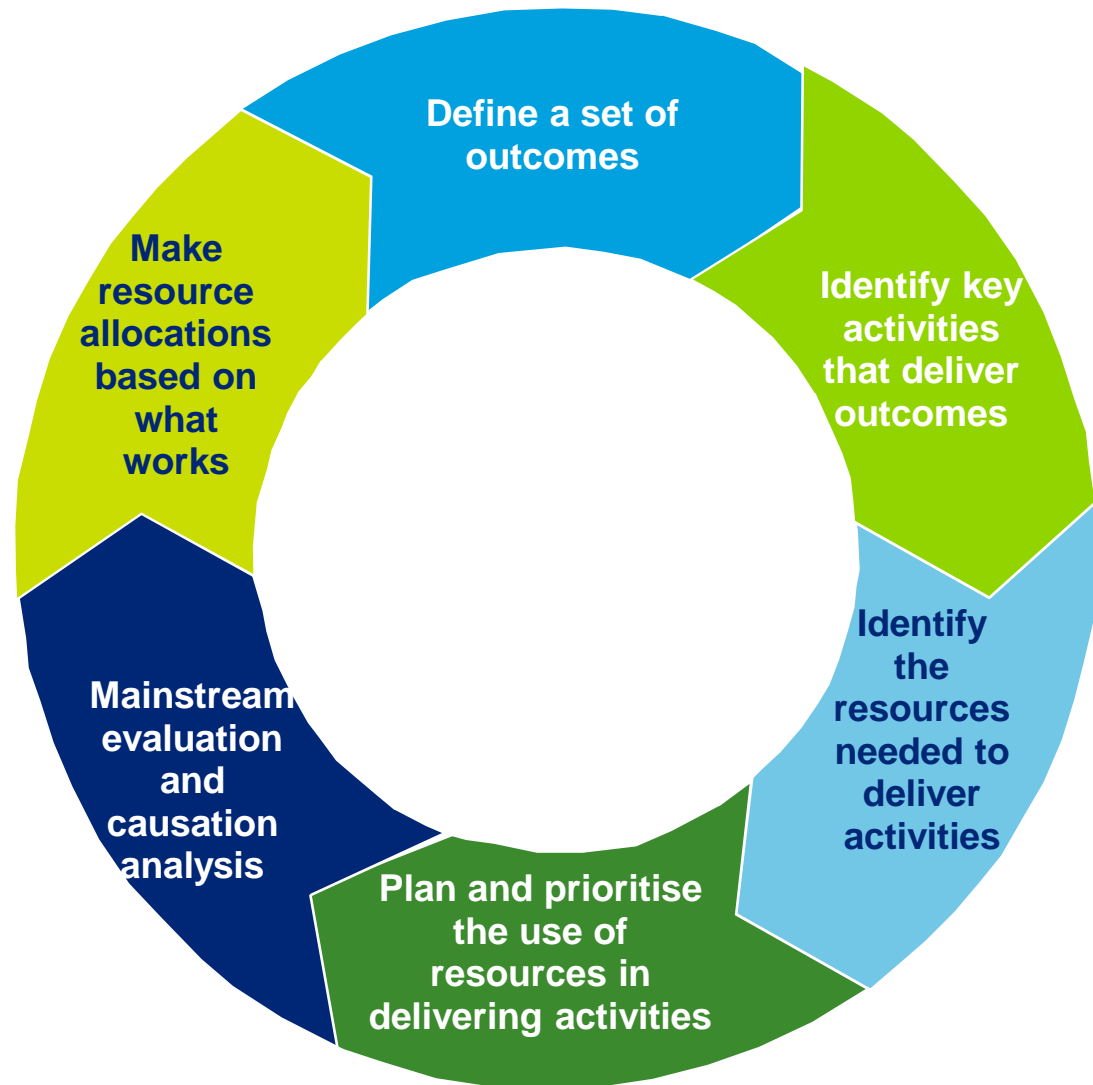 Define a set of
outcomes
Identify key
activities
that deliver
outcomes
Identify
the
resources
needed to
deliver
activities
Plan and prioritise
the use of
resources in
delivering activities
Mainstream
evaluation
and
causation
analysis
Make
resource
allocations
based on
what
works